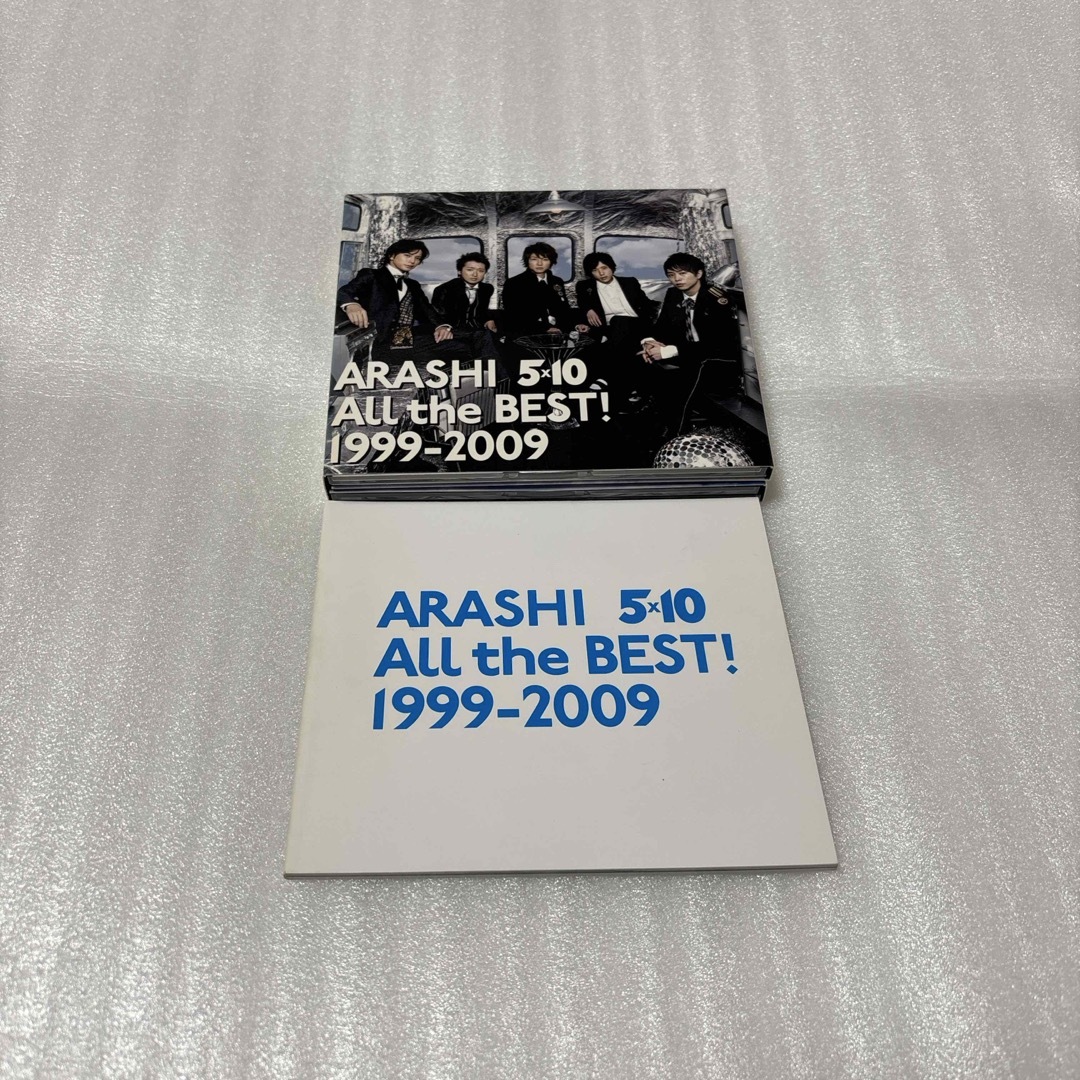 ARASHI 5×10
All the BEST!
1999-2009
ARASHI 5×10
All the BEST!
1999-2009